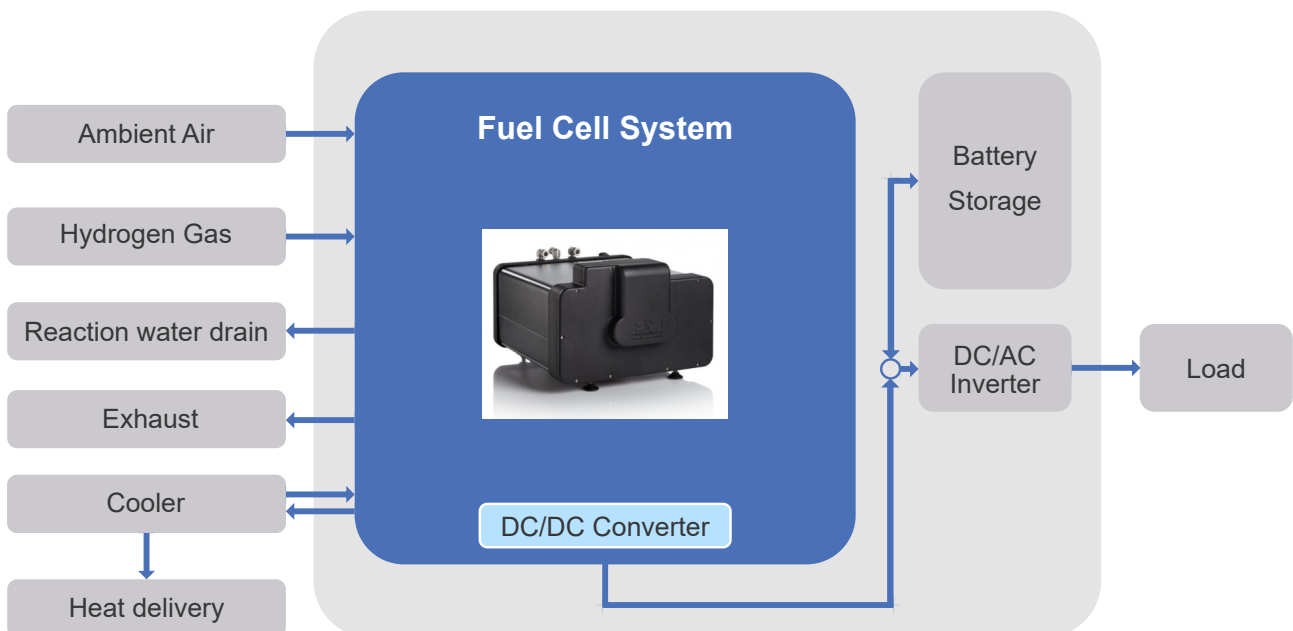 Fuel Cell System
Ambient Air
Hydrogen Gas
Reaction water drain
Exhaust
Cooler
Heat delivery
DC/DC Converter
Battery
Storage
DC/AC
Inverter
Load